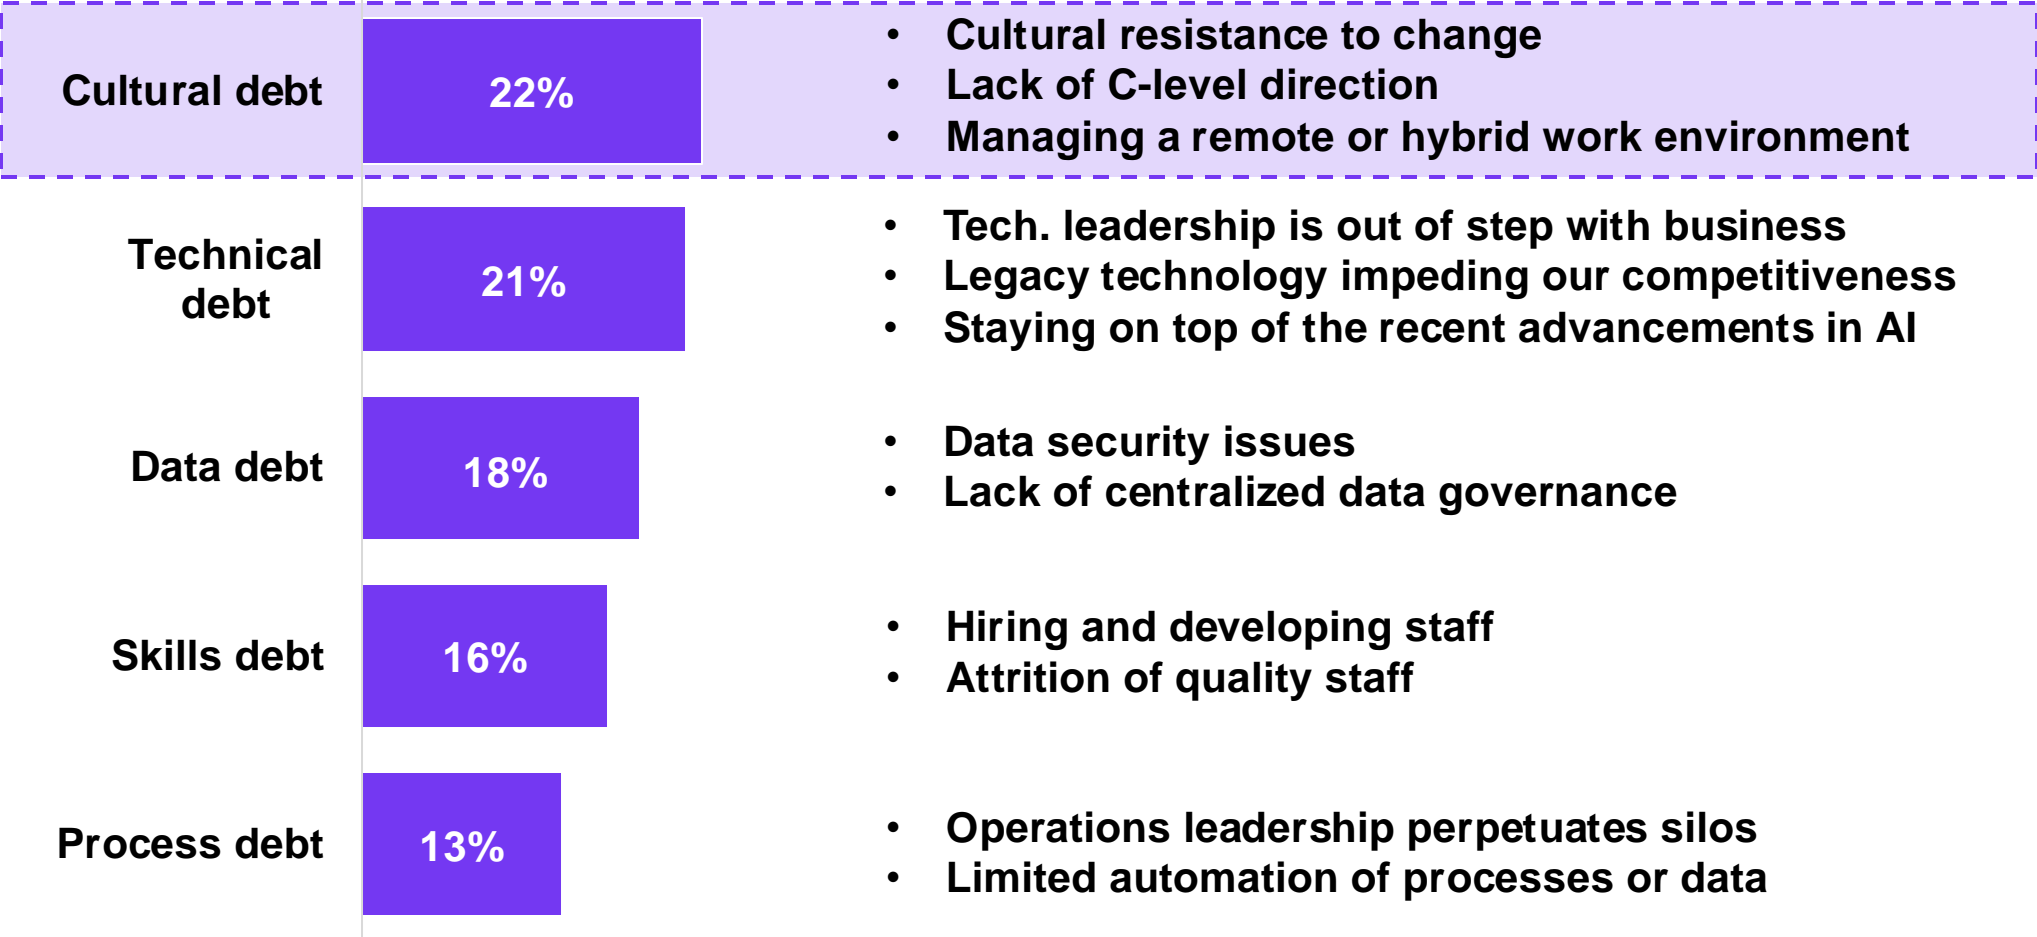 Cultural debt
22%
• Cultural resistance to change
• Lack of C-level direction
• Managing a remote or hybrid work environment
Technical
debt
21%
• Tech. leadership is out of step with business
• Legacy technology impeding our competitiveness
• Staying on top of the recent advancements in AI
Data debt
18%
• Data security issues
• Lack of centralized data governance
Skills debt
16%
• Hiring and developing staff
• Attrition of quality staff
Process debt
13%
• Operations leadership perpetuates silos
• Limited automation of processes or data